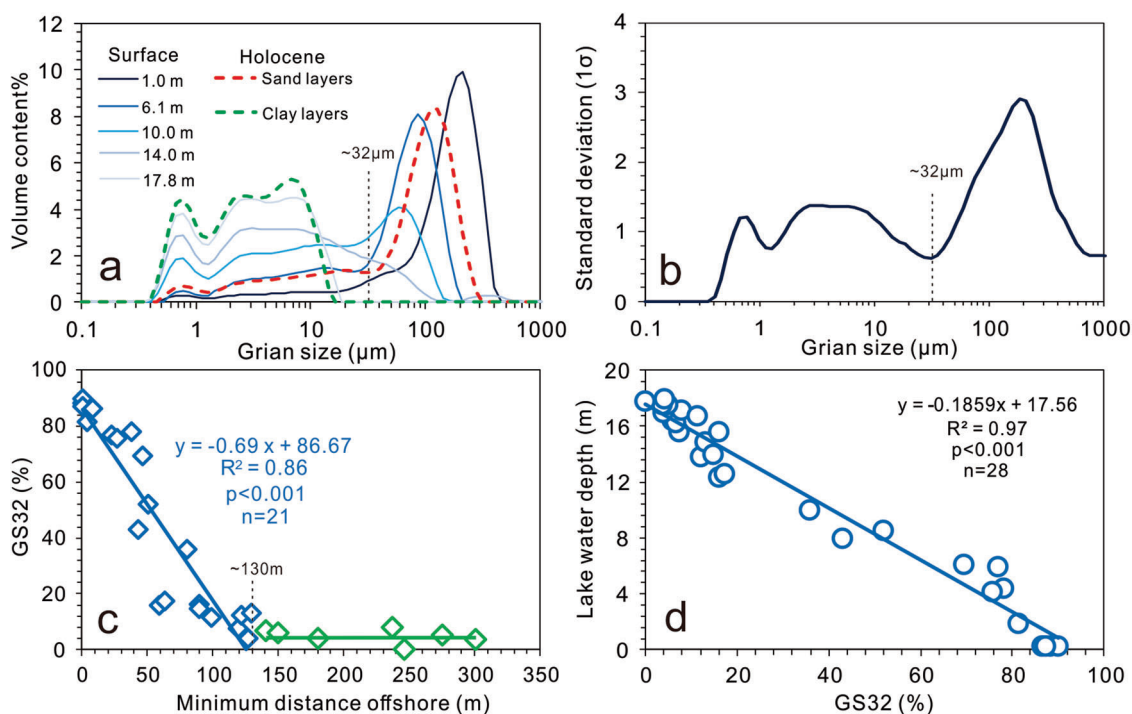 12
10
8
6
4
2
0
Volume content%
Surface
1.0 m
6.1 m
10.0 m
14.0 m
17.8 m
Holocene
Sand layers
Clay layers
~32μm
a
0.1 1 10 100 1000
Grian size (μm)
4
3
2
1
0
Standard deviation (1σ)
~32μm
b
0.1 1 10 100 1000
Grian size (μm)
100
80
60
40
20
0
GS32 (%)
y = -0.69 x + 86.67
R² = 0.86
p<0.001
n=21
~130m
c
0 50 100 150 200 250 300 350
Minimum distance offshore (m)
20
16
12
8
4
0
Lake water depth (m)
y = -0.1859x + 17.56
R² = 0.97
p<0.001
n=28
d
0 20 40 60 80 100
GS32 (%)